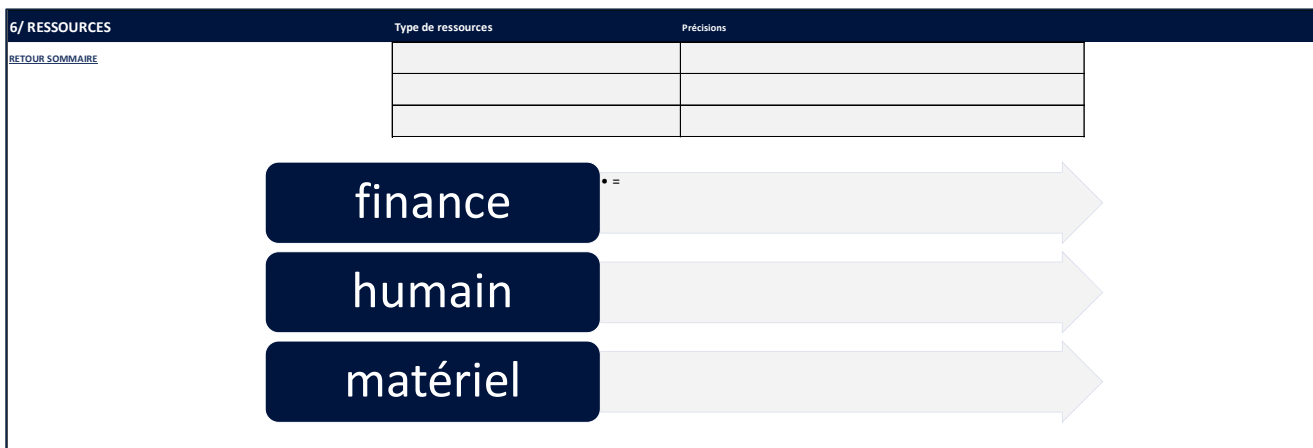 6/ RESSOURCES Type de ressources Précisions
RETOUR SOMMAIRE
finance
• =
humain
matériel